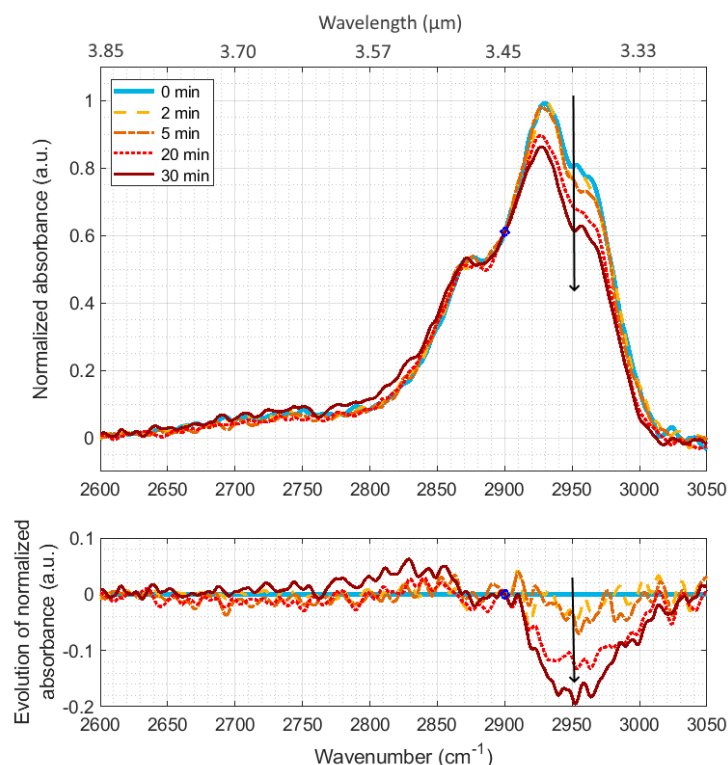 Wavelength (μm)
3.85 3.70 3.57 3.45 3.33
Normalized absorbance (a.u.)
1
0.8
0.6
0.4
0.2
0
0 min
2 min
5 min
20 min
30 min
2600 2650 2700 2750 2800 2850 2900 2950 3000 3050
Evolution of normalized
absorbance (a.u.)
0.1
0
-0.1
-0.2
2600 2650 2700 2750 2800 2850 2900 2950 3000 3050
Wavenumber (cm⁻¹)